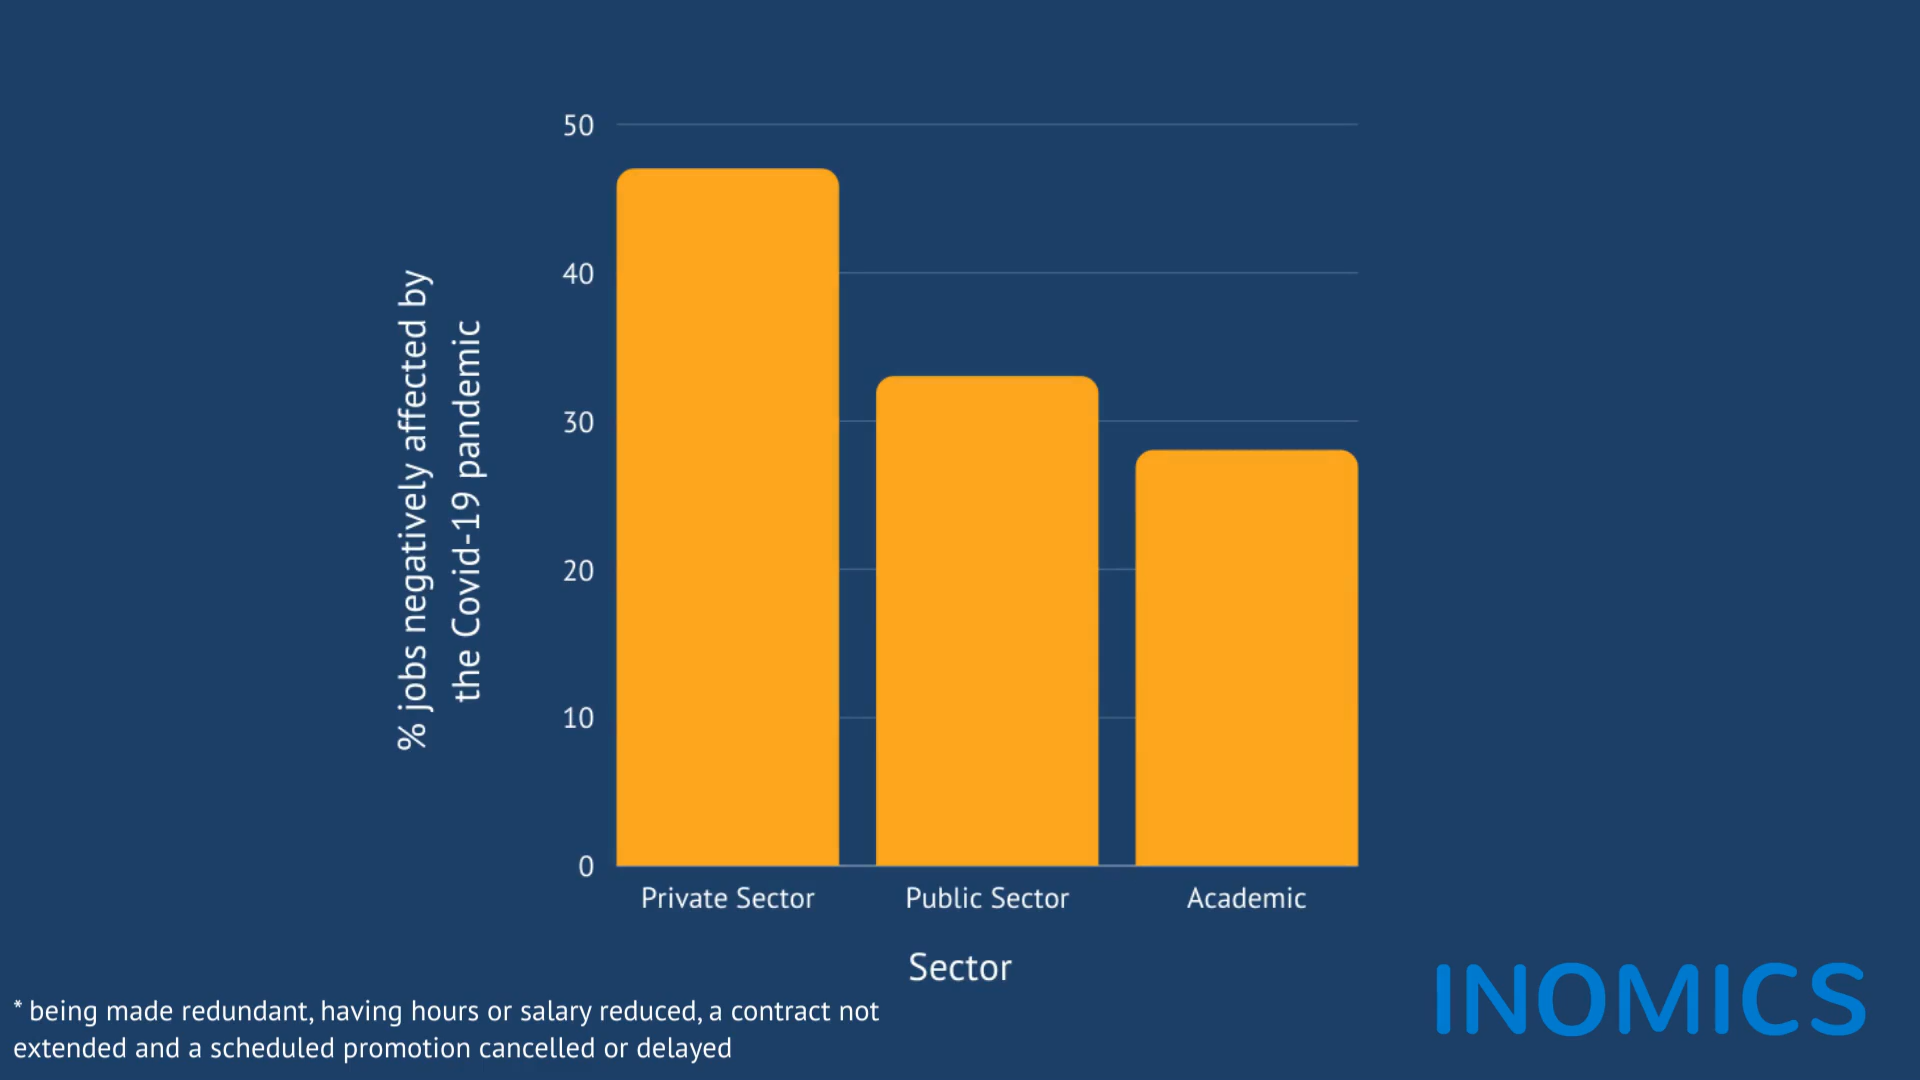 50
40
30
20
10
0
% jobs negatively affected by
the Covid-19 pandemic
Private Sector
Public Sector
Academic
Sector
* being made redundant, having hours or salary reduced, a contract not
extended and a scheduled promotion cancelled or delayed
INOMICS